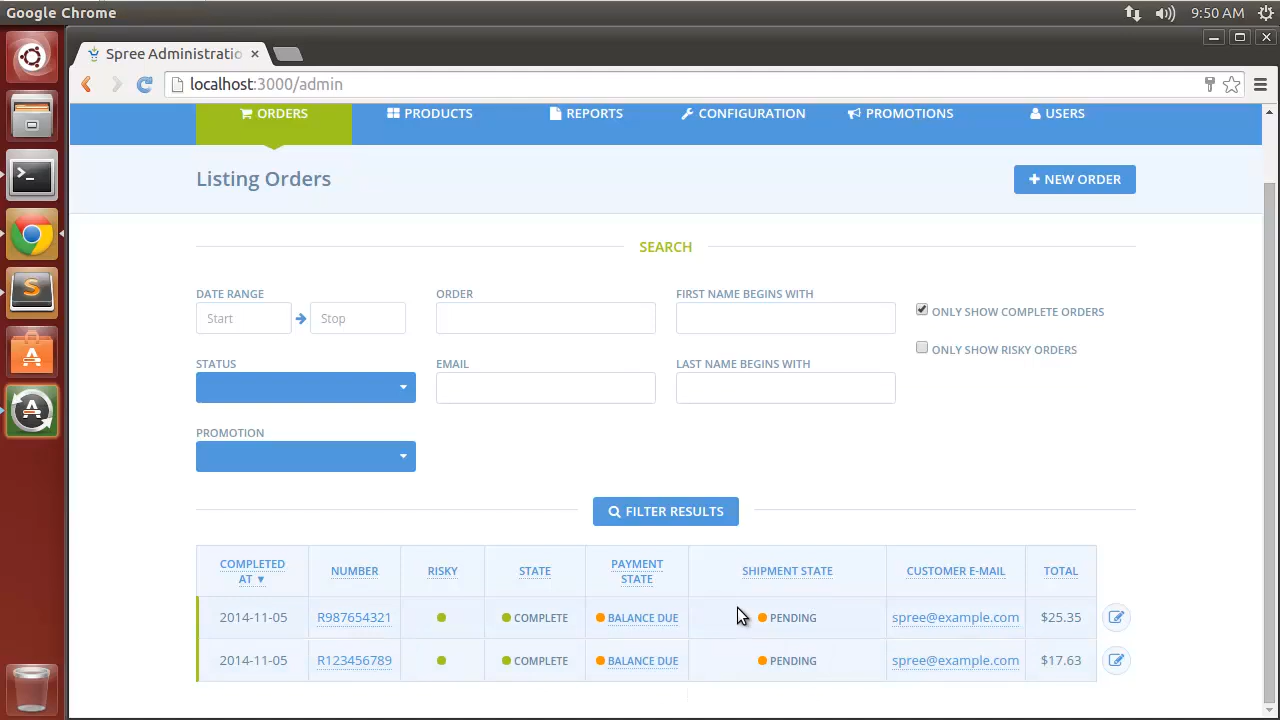 Google Chrome
9:50 AM
Spree Administratio
localhost:3000/admin
ORDERS
PRODUCTS
REPORTS
CONFIGURATION
PROMOTIONS
USERS
Listing Orders
NEW ORDER
SEARCH
DATE RANGE
ORDER
FIRST NAME BEGINS WITH
Start
Stop
ONLY SHOW COMPLETE ORDERS
ONLY SHOW RISKY ORDERS
STATUS
EMAIL
LAST NAME BEGINS WITH
PROMOTION
FILTER RESULTS
COMPLETED
AT ▼
NUMBER
RISKY
STATE
PAYMENT
STATE
SHIPMENT STATE
CUSTOMER E-MAIL
TOTAL
2014-11-05 R987654321 COMPLETE BALANCE DUE PENDING spree@example.com $25.35
2014-11-05 R123456789 COMPLETE BALANCE DUE PENDING spree@example.com $17.63